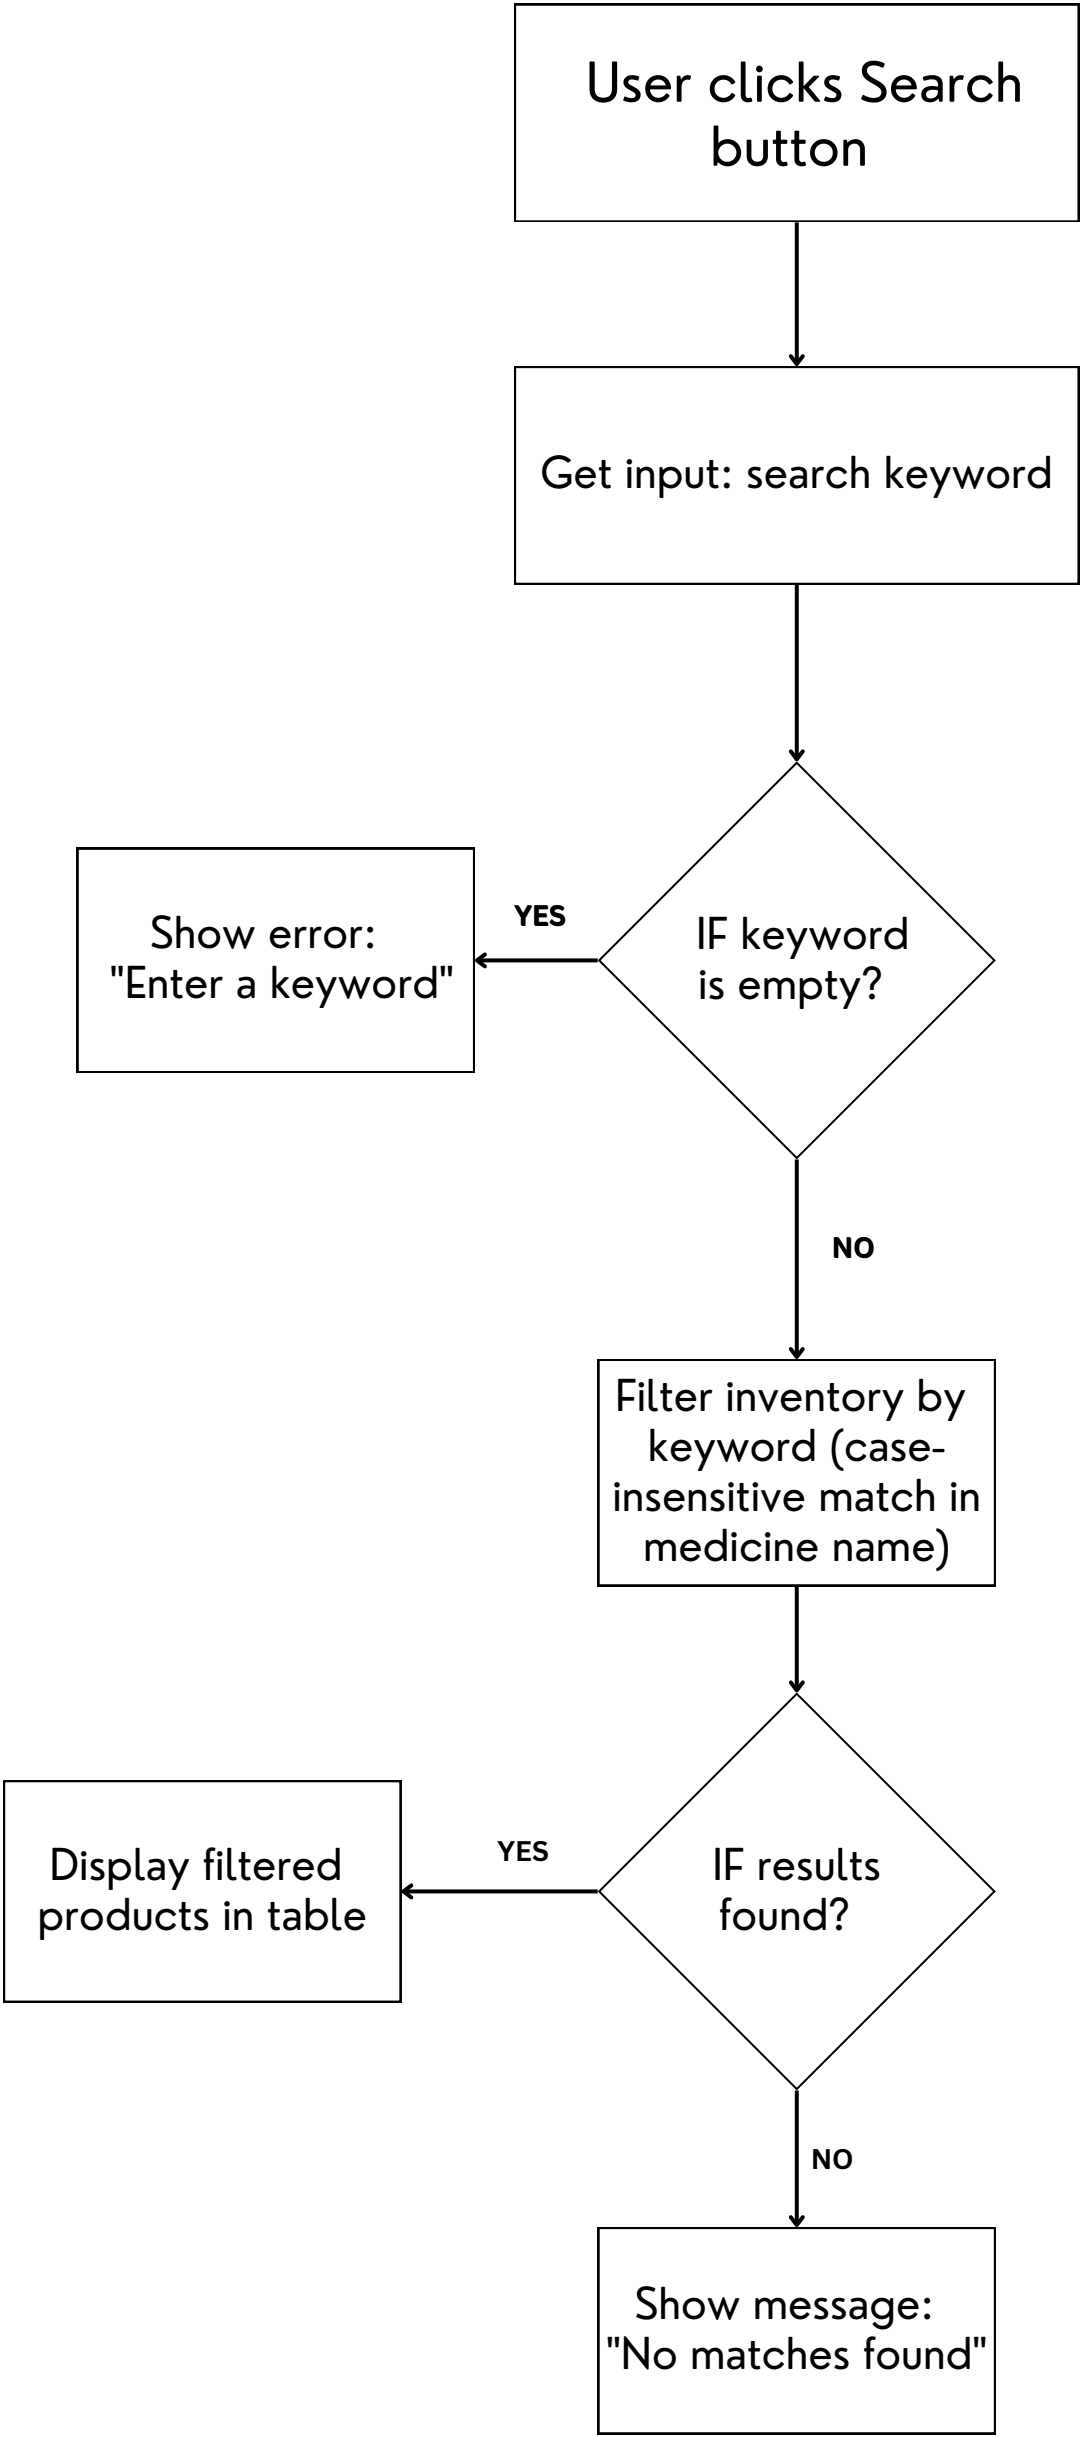 User clicks Search
button
Get input: search keyword
IF keyword
is empty?
YES
Show error:
"Enter a keyword"
NO
Filter inventory by
keyword (case-
insensitive match in
medicine name)
IF results
found?
YES
Display filtered
products in table
NO
Show message:
"No matches found"